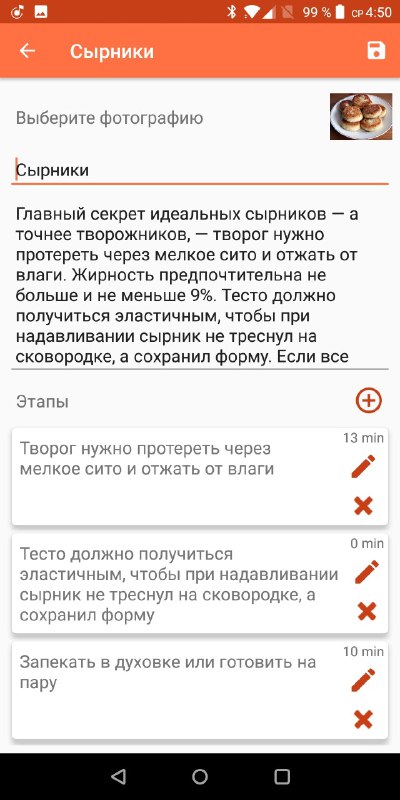 99 % ср 4:50
Сырники
Выберите фотографию
Сырники
Главный секрет идеальных сырников — а
точнее творожников, — творог нужно
протереть через мелкое сито и отжать от
влаги. Жирность предпочтительна не
больше и не меньше 9%. Тесто должно
получиться эластичным, чтобы при
надавливании сырник не треснул на
сковородке, а сохранил форму. Если все
Этапы
13 min
Творог нужно протереть через
мелкое сито и отжать от влаги
0 min
Тесто должно получиться
эластичным, чтобы при надавливании
сырник не треснул на сковородке, а
сохранил форму
10 min
Запекать в духовке или готовить на
пару